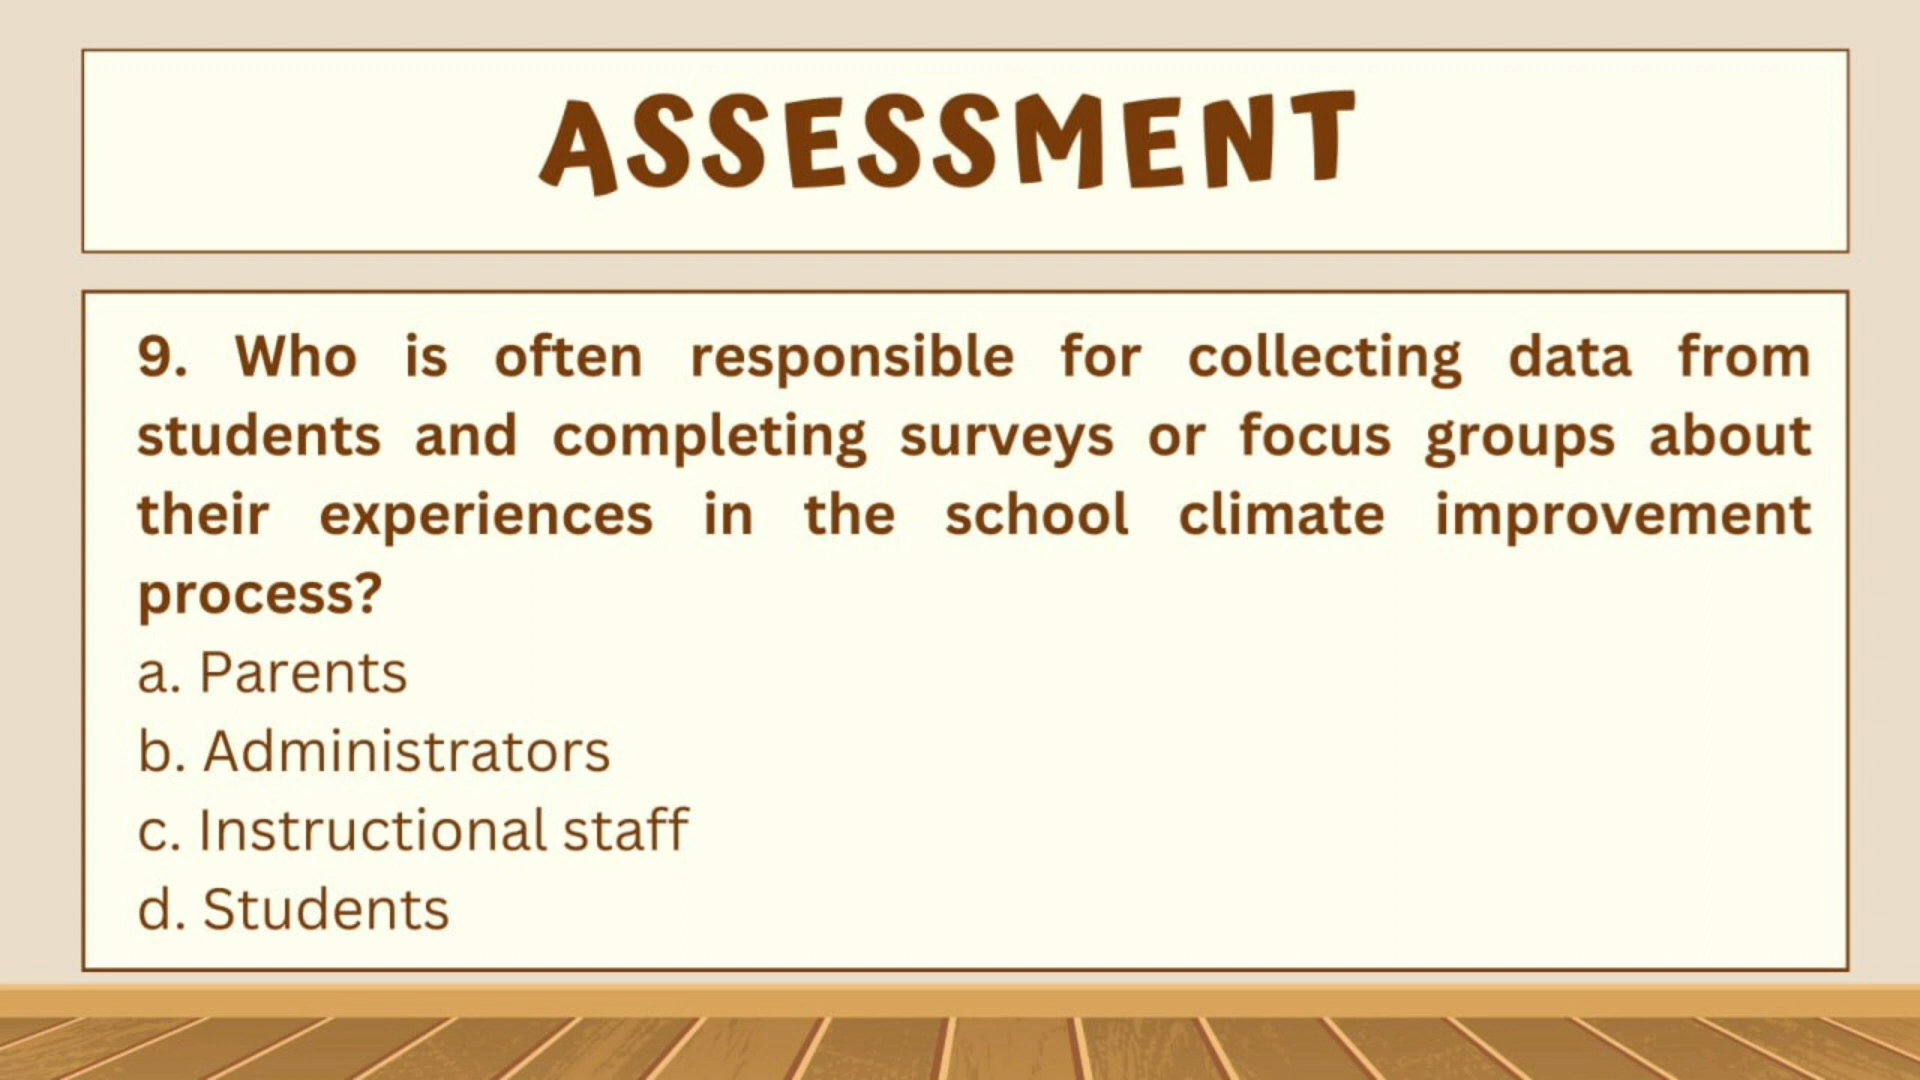 ASSESSMENT
9. Who is often responsible for collecting data from
students and completing surveys or focus groups about
their experiences in the school climate improvement
process?
a. Parents
b. Administrators
c. Instructional staff
d. Students